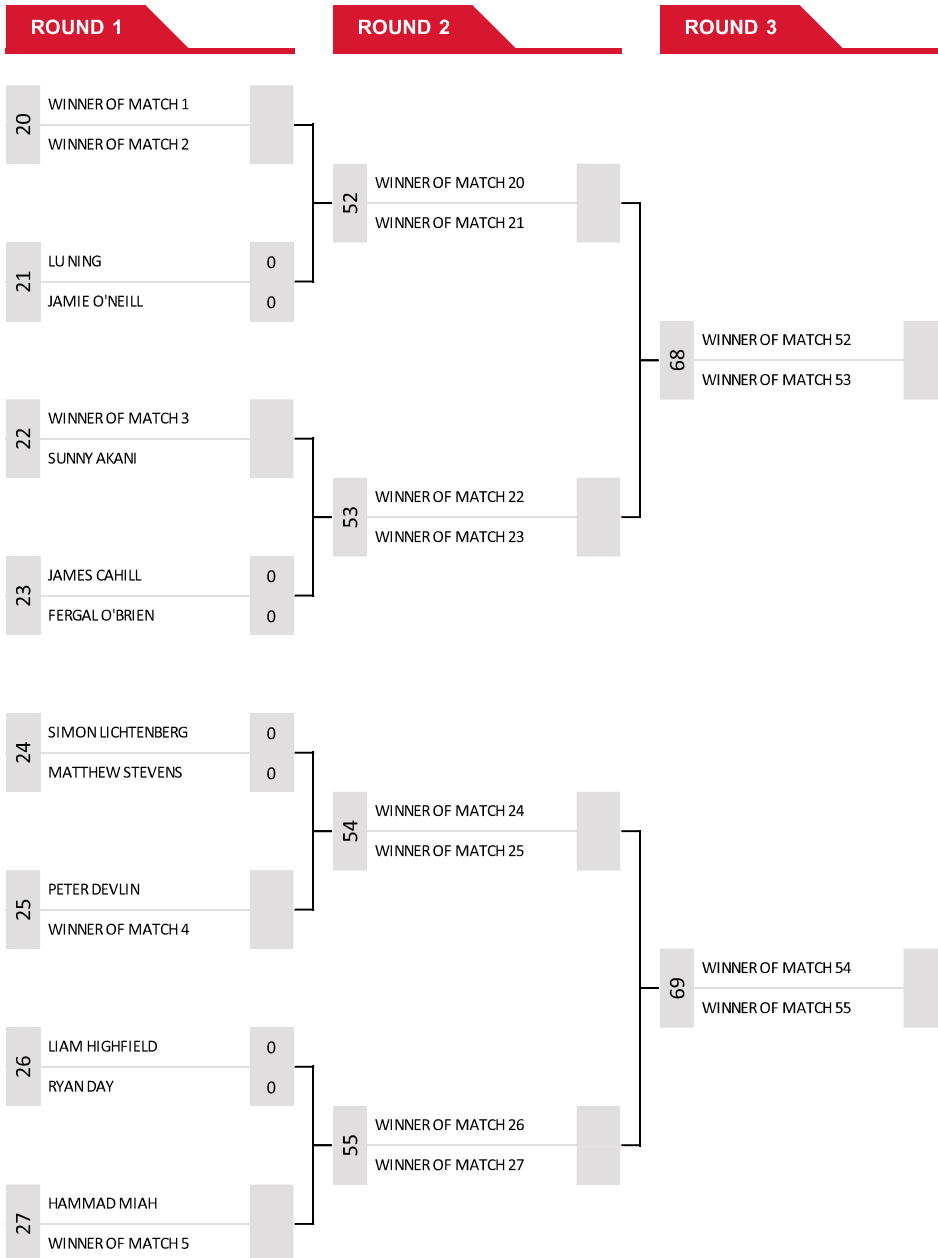 ROUND 1
ROUND 2
ROUND 3
20
WINNER OF MATCH 1
WINNER OF MATCH 2
52
WINNER OF MATCH 20
WINNER OF MATCH 21
21
LU NING 0
JAMIE O'NEILL 0
68
WINNER OF MATCH 52
WINNER OF MATCH 53
22
WINNER OF MATCH 3
SUNNY AKANI
53
WINNER OF MATCH 22
WINNER OF MATCH 23
23
JAMES CAHILL 0
FERGAL O'BRIEN 0
24
SIMON LICHTENBERG 0
MATTHEW STEVENS 0
54
WINNER OF MATCH 24
WINNER OF MATCH 25
25
PETER DEVLIN
WINNER OF MATCH 4
69
WINNER OF MATCH 54
WINNER OF MATCH 55
26
LIAM HIGHFIELD 0
RYAN DAY 0
55
WINNER OF MATCH 26
WINNER OF MATCH 27
27
HAMMAD MIAH
WINNER OF MATCH 5